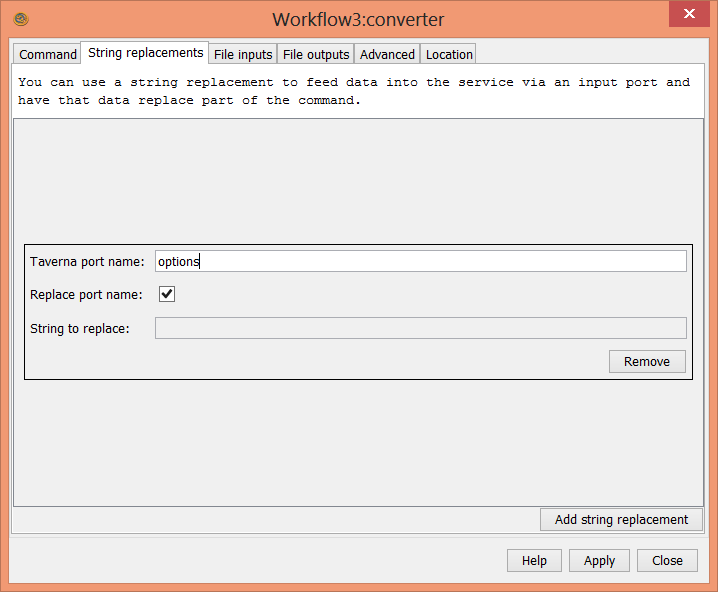 Workflow3:converter
Command String replacements File inputs File outputs Advanced Location
You can use a string replacement to feed data into the service via an input port and
have that data replace part of the command.
Taverna port name: options
Replace port name:
String to replace:
Remove
Add string replacement
Help Apply Close